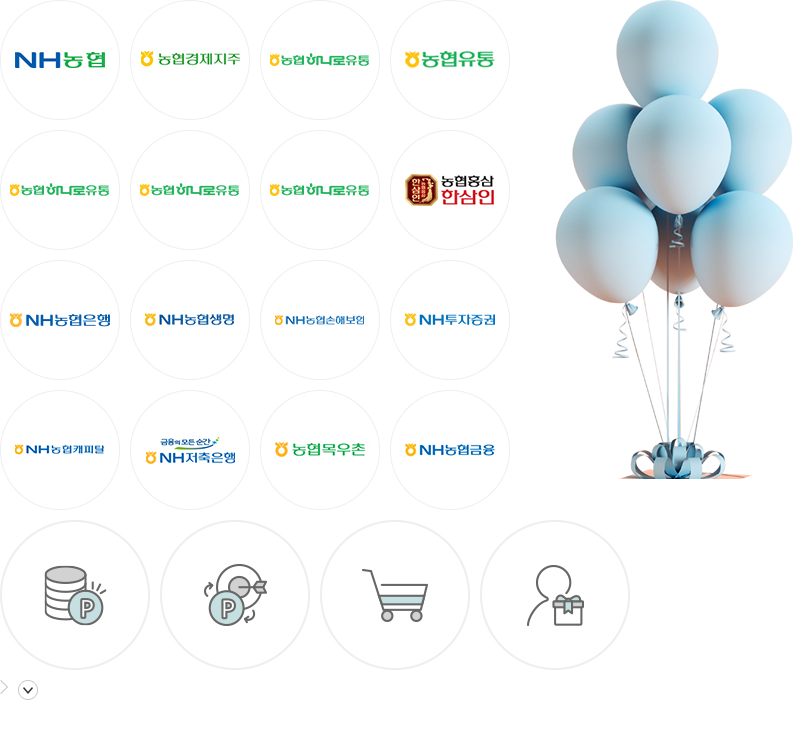 NH농협
농협경제지주
농협하나로유통
농협유통
농협하나로유통
농협하나로유통
농협하나로유통
한삼인
농협홍삼
한삼인
NH농협은행
NH농협생명
NH농협손해보험
NH투자증권
NH농협캐피탈
금융의 모든 순간
NH저축은행
농협목우촌
NH농협금융
P
P